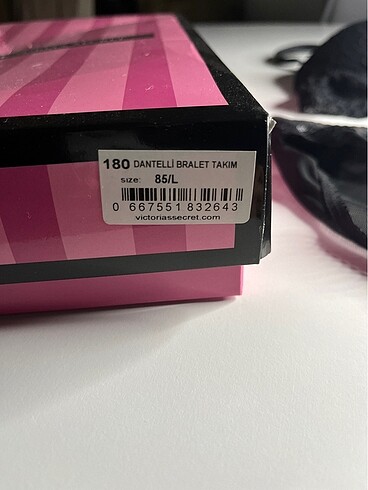 180 DANTELLİ BRALET TAKIM
SIZE: 85/L
0 667551 832643
victoriassecret.com